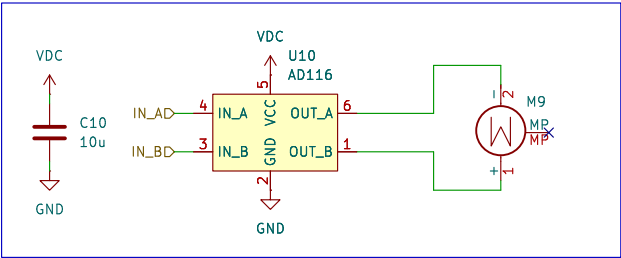 VDC
VDC
U10
AD116
5
IN_A
4
IN_A
VCC
OUT_A
6
IN_B
3
IN_B
GND
OUT_B
1
2
GND
C10
10u
GND
-
2
M9
MP
MP
+
1